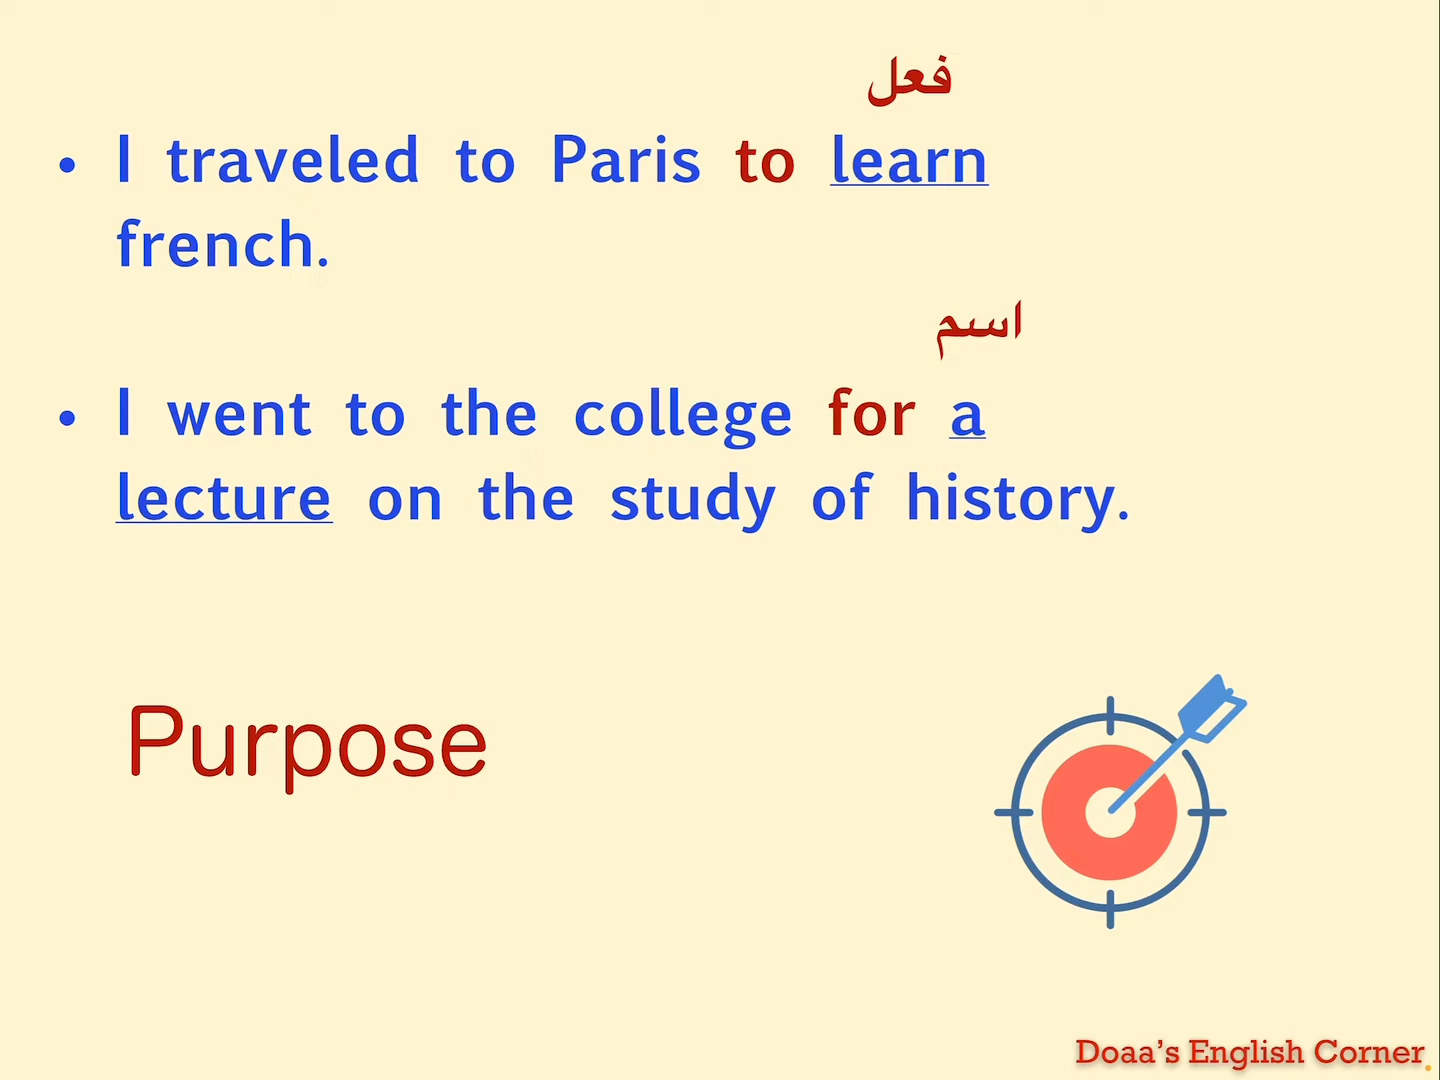 فعل
• I traveled to Paris to learn
french.
اسم
• I went to the college for a
lecture on the study of history.
Purpose
Doaa's English Corner.